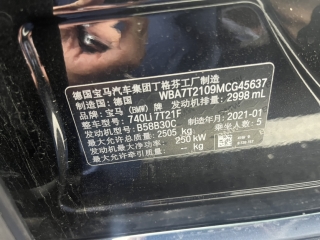 德国宝马汽车集团丁格芬工厂制造
制造国：德国 WBA7T2109MCG45637
品牌：宝马（BMW）牌 发动机排量：2998 mL
整车型号：740Li 7T21F
发动机型号：B58B30C 制造年月：2021-01
最大允许总质量：2505 kg 乘坐人数：5
发动机最大净功率：250 kW
最大允许牵引质量：-- kg